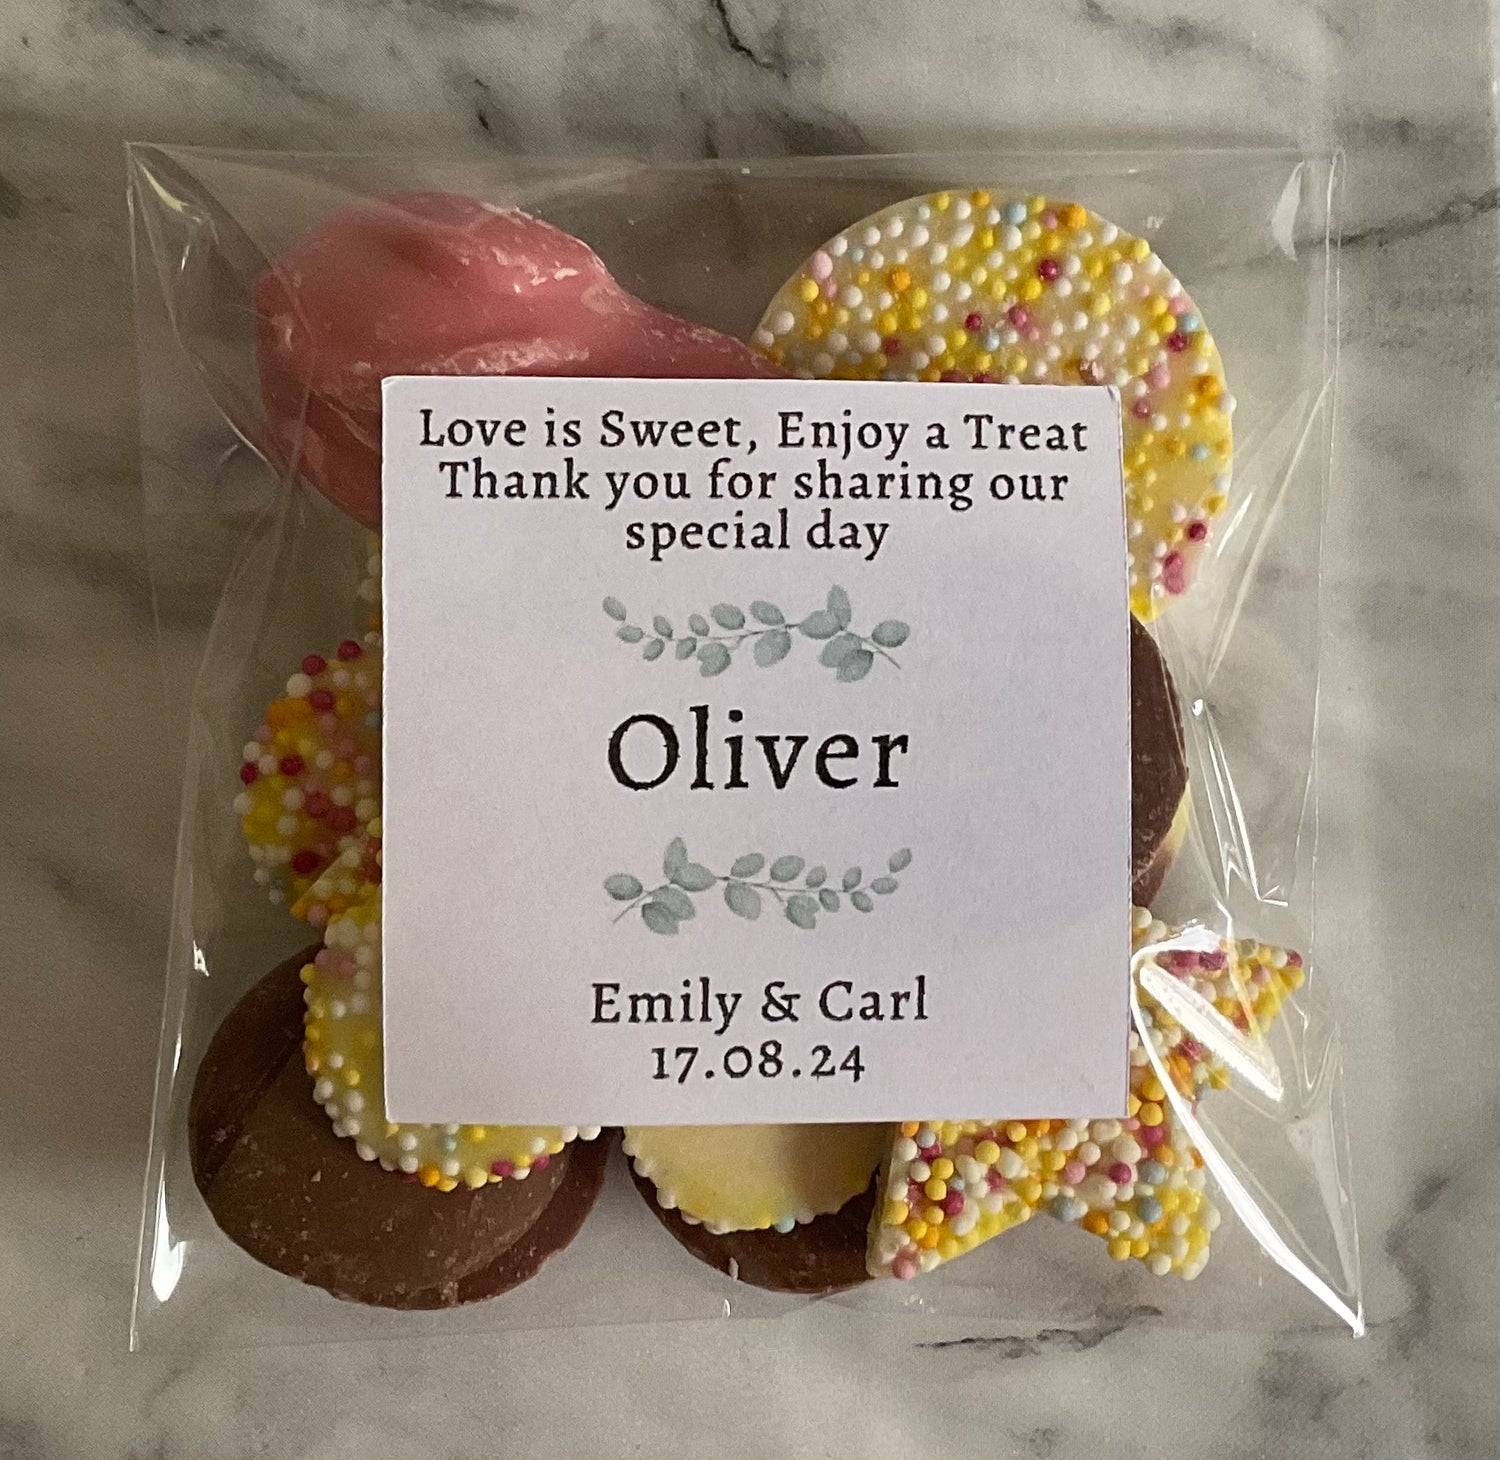 Love is Sweet, Enjoy a Treat
Thank you for sharing our
special day
Oliver
Emily & Carl
17.08.24